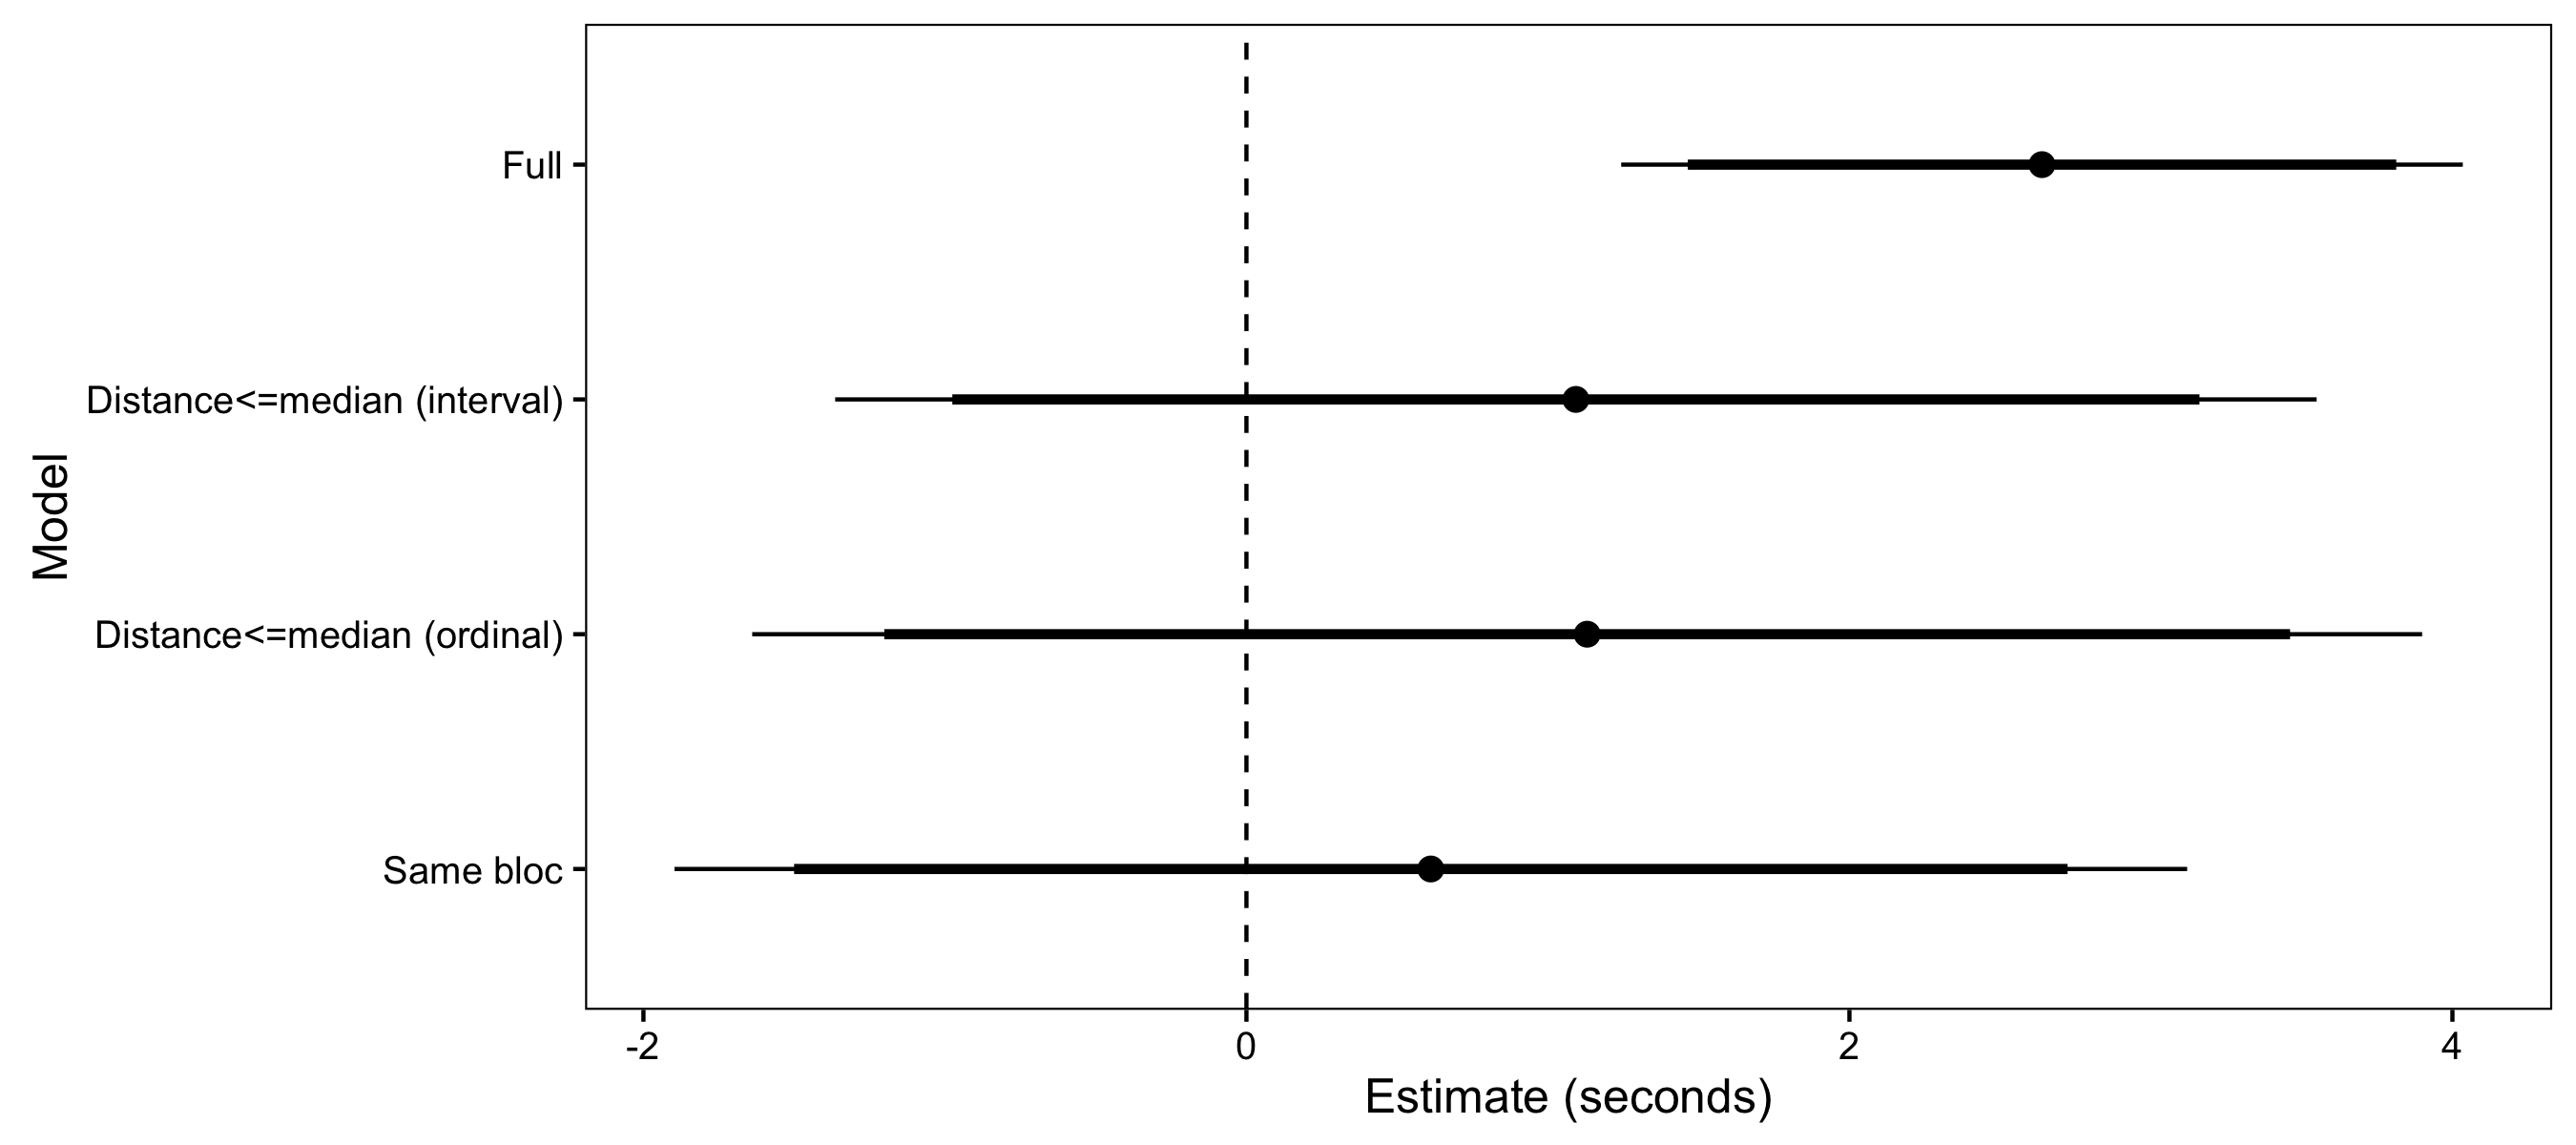 Model
Full
Distance<=median (interval)
Distance<=median (ordinal)
Same bloc
-2 0 2 4
Estimate (seconds)